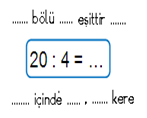 ...... bölü ...... eşittir ......
20 : 4 = ...
....... içinde ...... , ...... kere